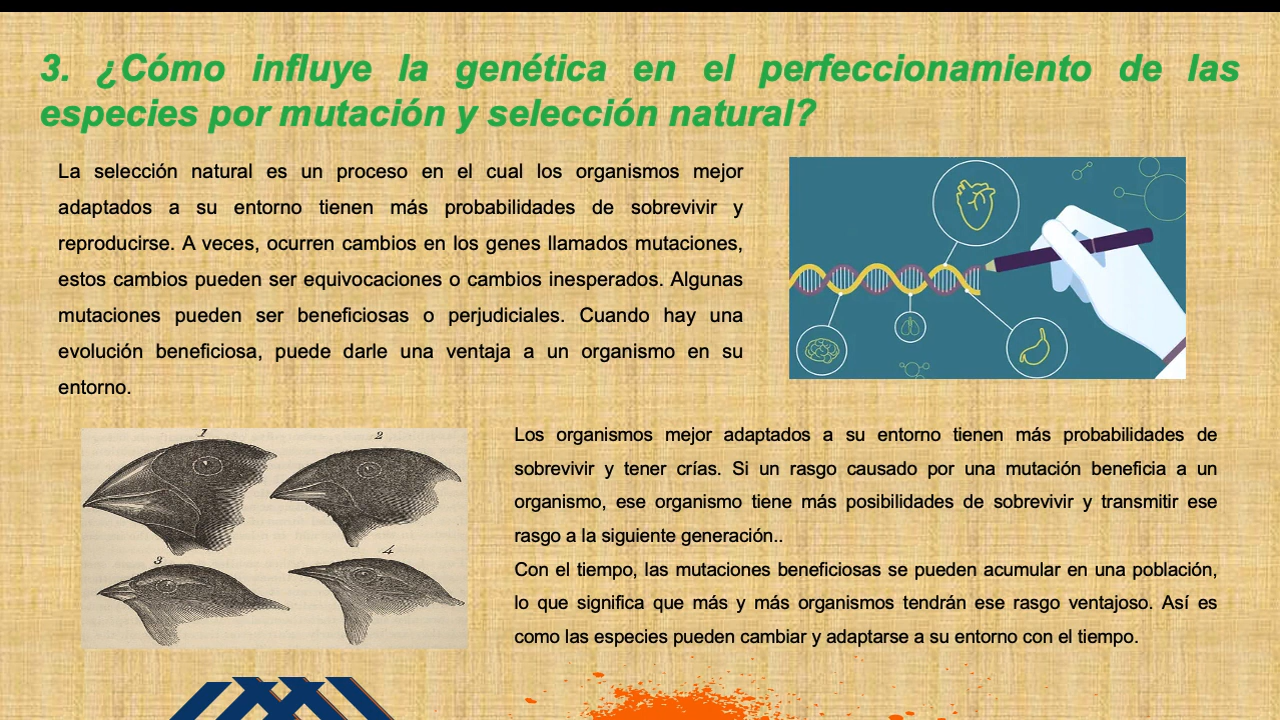 3. ¿Cómo influye la genética en el perfeccionamiento de las
especies por mutación y selección natural?
La selección natural es un proceso en el cual los organismos mejor
adaptados a su entorno tienen más probabilidades de sobrevivir y
reproducirse. A veces, ocurren cambios en los genes llamados mutaciones,
estos cambios pueden ser equivocaciones o cambios inesperados. Algunas
mutaciones pueden ser beneficiosas o perjudiciales. Cuando hay una
evolución beneficiosa, puede darle una ventaja a un organismo en su
entorno.
1
2
3
4
Los organismos mejor adaptados a su entorno tienen más probabilidades de
sobrevivir y tener crías. Si un rasgo causado por una mutación beneficia a un
organismo, ese organismo tiene más posibilidades de sobrevivir y transmitir ese
rasgo a la siguiente generación..
Con el tiempo, las mutaciones beneficiosas se pueden acumular en una población,
lo que significa que más y más organismos tendrán ese rasgo ventajoso. Así es
como las especies pueden cambiar y adaptarse a su entorno con el tiempo.